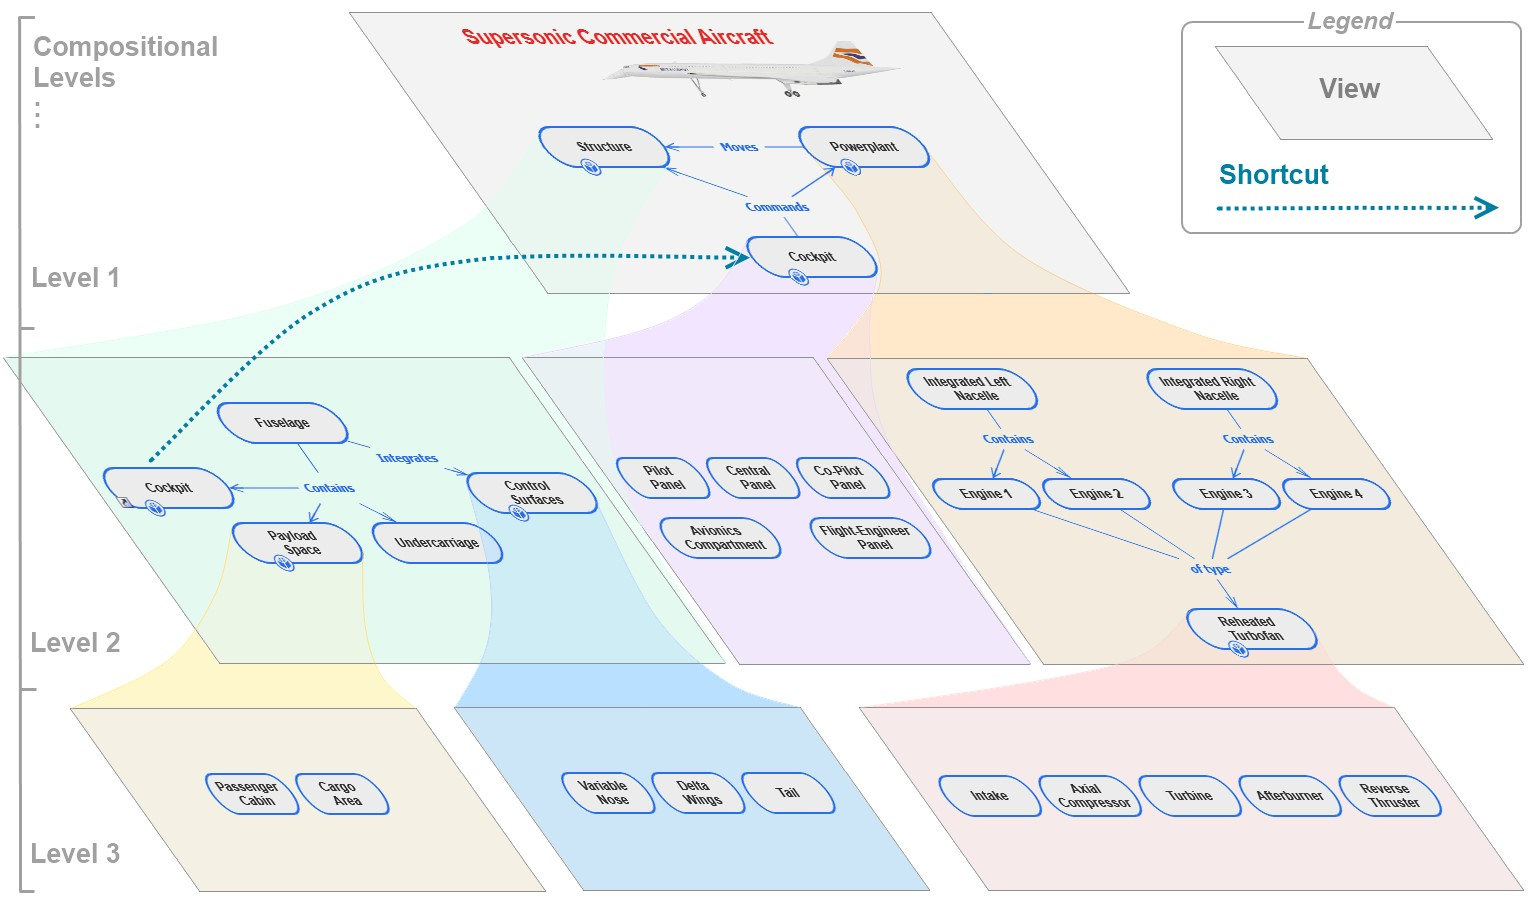 Legend
Compositional
Levels
Supersonic Commercial Aircraft
View
Shortcut
Structure
Moves
Powerplant
Commands
Cockpit
Level 1
Fuselage
Integrates
Cockpit
Contains
Control
Surfaces
Payload
Space
Undercarriage
Pilot
Panel
Central
Panel
Co-Pilot
Panel
Avionics
Compartment
Flight-Engineer
Panel
Integrated Left
Nacelle
Integrated Right
Nacelle
Contains
Contains
Engine 1
Engine 2
Engine 3
Engine 4
of type
Reheated
Turbofan
Level 2
Passenger
Cabin
Cargo
Area
Variable
Nose
Delta
Wings
Tail
Intake
Axial
Compressor
Turbine
Afterburner
Reverse
Thruster
Level 3